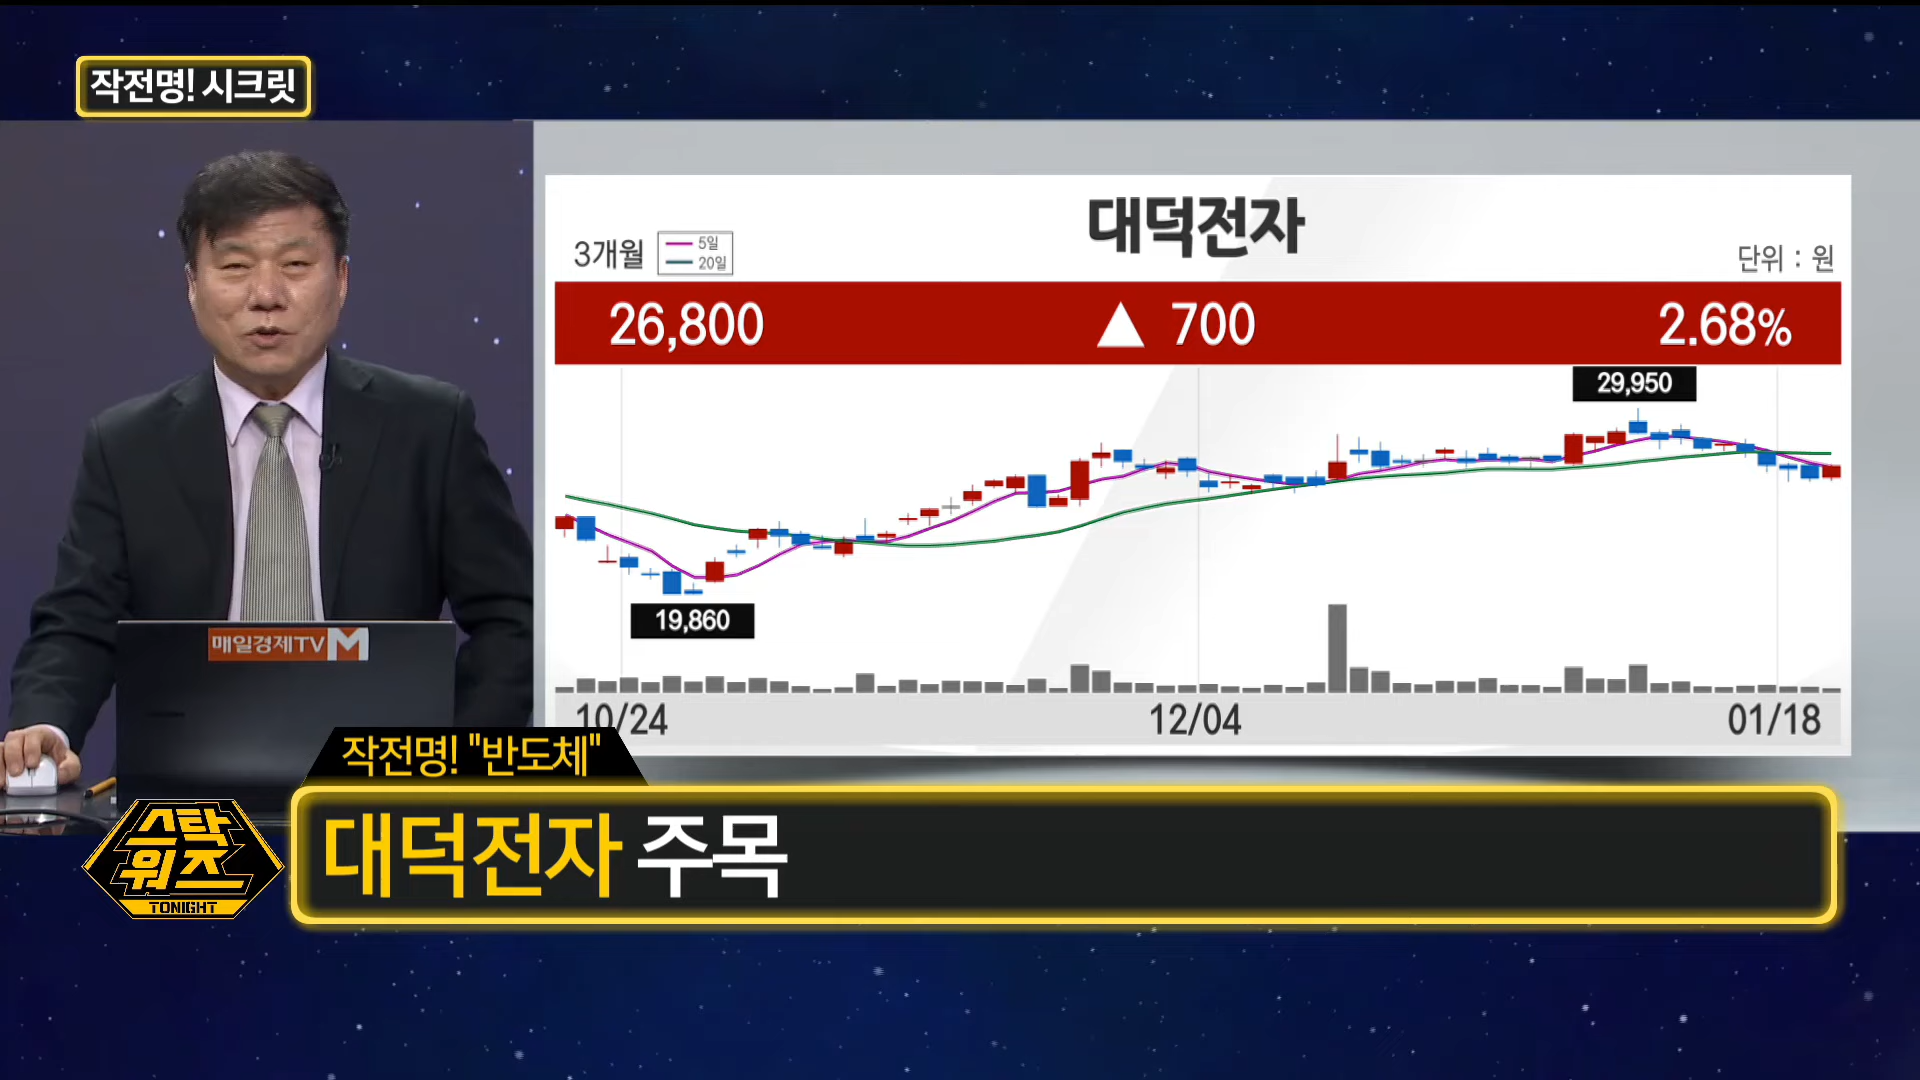 작전명! 시크릿
대덕전자
3개월
5일
20일
단위 : 원
26,800 ▲ 700 2.68%
29,950
19,860
10/24 12/04 01/18
매일경제TV M
작전명! "반도체"
대덕전자 주목
스탁
워즈
TONIGHT